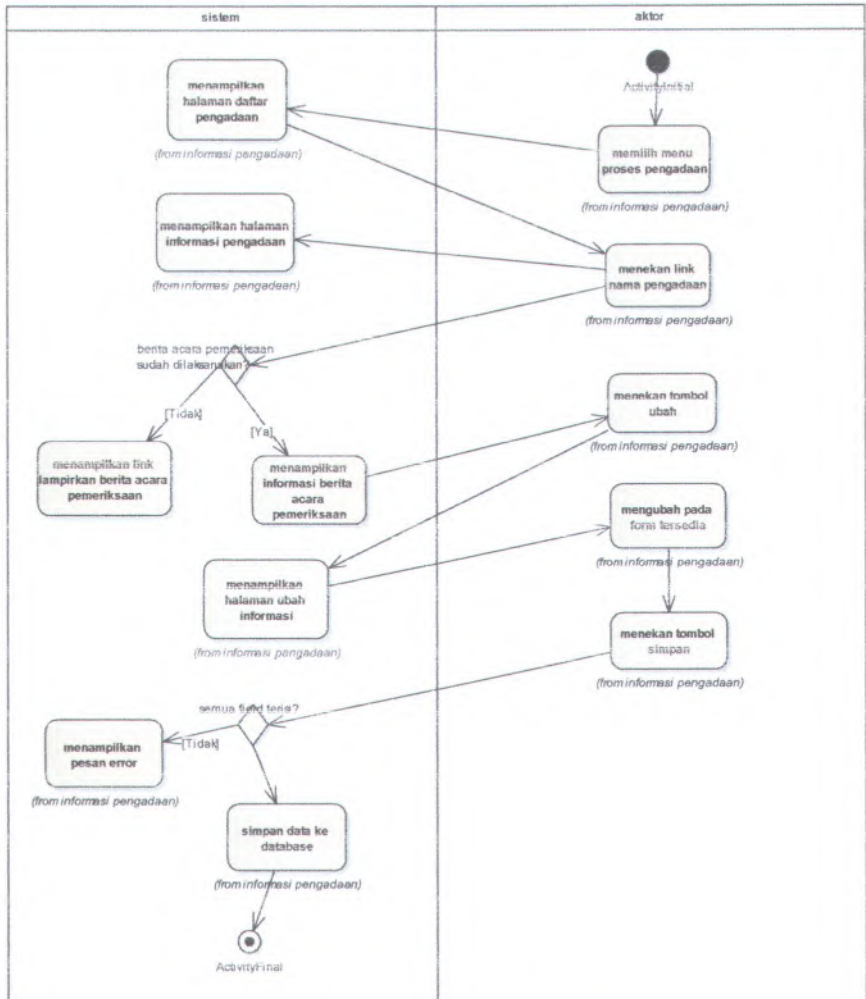 sistem
aktor
ActivityInitial
menampilkan
halaman daftar
pengadaan
(from informasi pengadaan)
memilih menu
proses pengadaan
(from informasi pengadaan)
menampilkan halaman
informasi pengadaan
(from informasi pengadaan)
menekan link
nama pengadaan
(from informasi pengadaan)
berita acara pemeriksaan
sudah dilaksanakan?
[Tidak]
[Ya]
menekan tombol
ubah
(from informasi pengadaan)
menampilkan link
lampirkan berita acara
pemeriksaan
menampilkan
informasi berita
acara
pemeriksaan
mengubah pada
form tersedia
(from informasi pengadaan)
menampilkan
halaman ubah
informasi
(from informasi pengadaan)
menekan tombol
simpan
(from informasi pengadaan)
semua field terisi?
[Tidak]
menampilkan
pesan error
(from informasi pengadaan)
simpan data ke
database
(from informasi pengadaan)
ActivityFinal